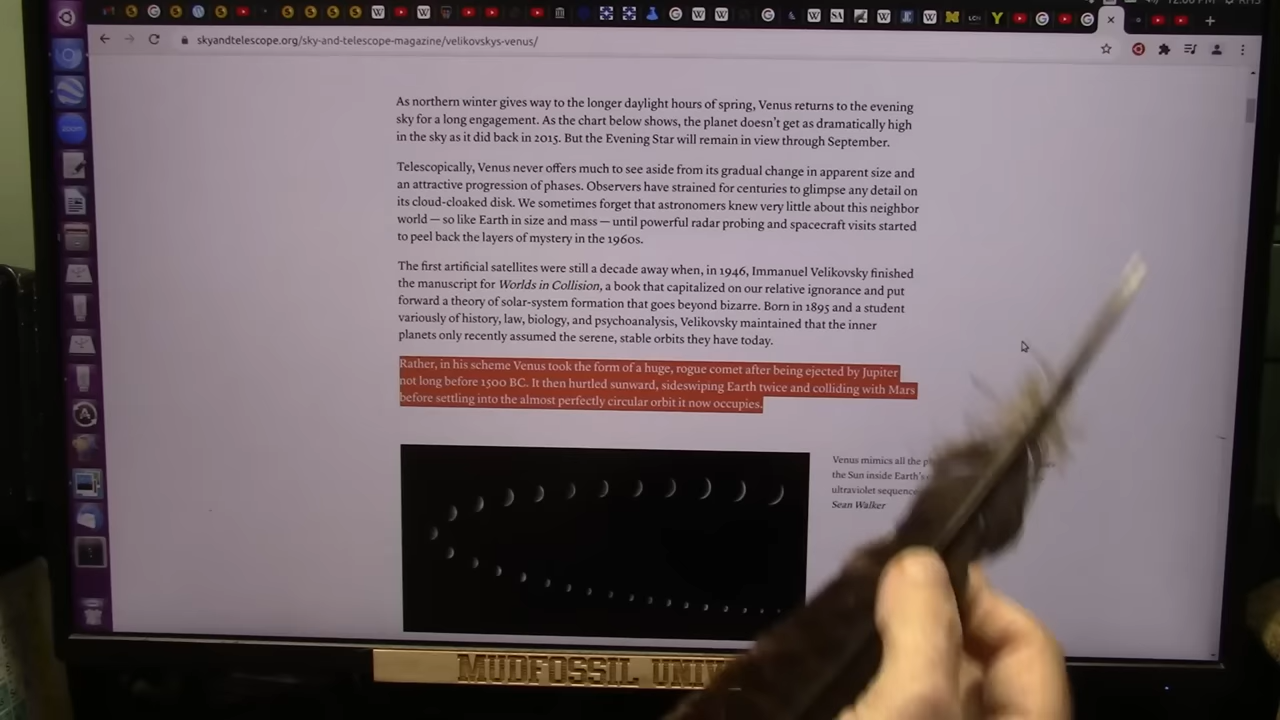 skyandtelescope.org/sky-and-telescope-magazine/velikovskys-venus/
As northern winter gives way to the longer daylight hours of spring, Venus returns to the evening
sky for a long engagement. As the chart below shows, the planet doesn't get as dramatically high
in the sky as it did back in 2015. But the Evening Star will remain in view through September.
Telescopically, Venus never offers much to see aside from its gradual change in apparent size and
an attractive progression of phases. Observers have strained for centuries to glimpse any detail on
its cloud-cloaked disk. We sometimes forget that astronomers knew very little about this neighbor
world — so like Earth in size and mass — until powerful radar probing and spacecraft visits started
to peel back the layers of mystery in the 1960s.
The first artificial satellites were still a decade away when, in 1946, Immanuel Velikovsky finished
the manuscript for Worlds in Collision, a book that capitalized on our relative ignorance and put
forward a theory of solar-system formation that goes beyond bizarre. Born in 1895 and a student
variously of history, law, biology, and psychoanalysis, Velikovsky maintained that the inner
planets only recently assumed the serene, stable orbits they have today.
Rather, in his scheme Venus took the form of a huge, rogue comet after being ejected by Jupiter
not long before 1500 BC. It then hurtled sunward, sideswiping Earth twice and colliding with Mars
before settling into the almost perfectly circular orbit it now occupies.
Venus mimics all the
the Sun inside Earth's
ultraviolet sequence
Sean Walker
zoom
MUDFOSSIL UNIV